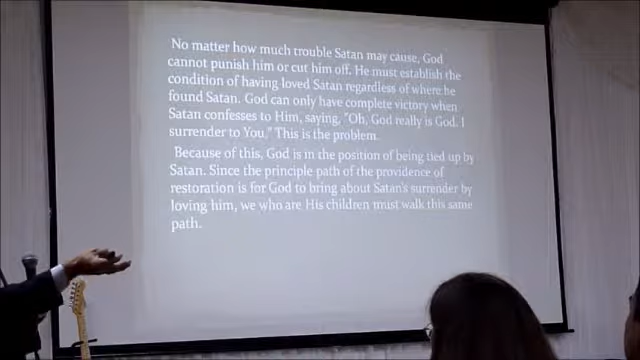 No matter how much trouble Satan may cause, God
cannot punish him or cut him off. He must establish the
condition of having loved Satan regardless of where he
found Satan. God can only have complete victory when
Satan confesses to Him, saying, "Oh, God really is God. I
surrender to You." This is the problem.
Because of this, God is in the position of being tied up by
Satan. Since the principle path of the providence of
restoration is for God to bring about Satan's surrender by
loving him, we who are His children must walk this same
path.